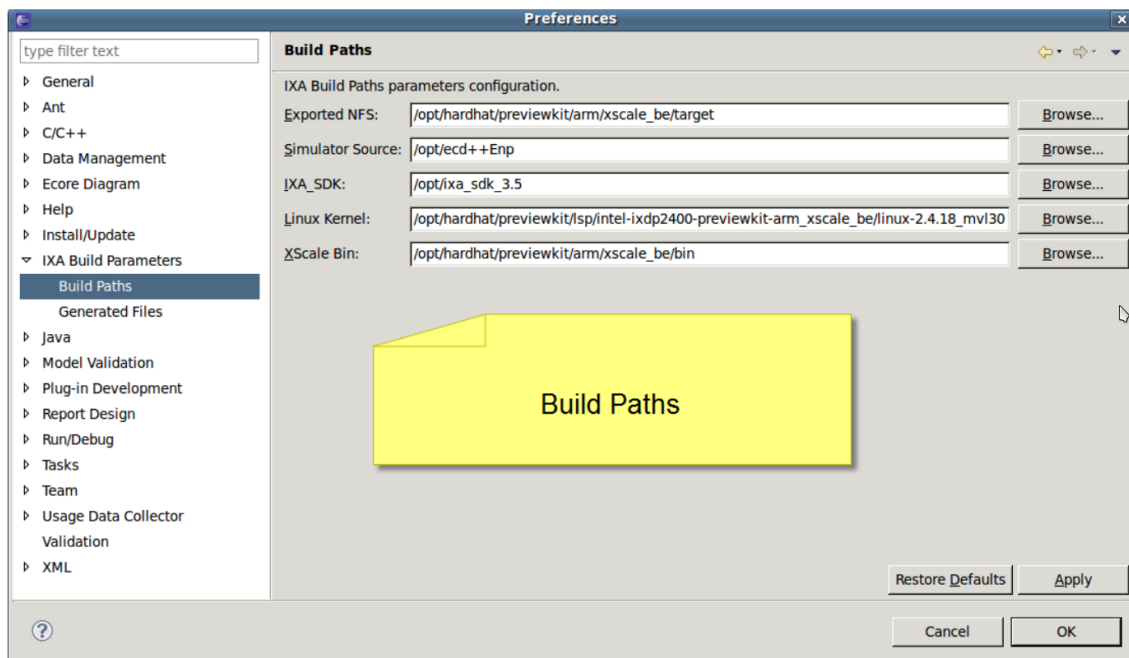 Preferences
type filter text
General
Ant
C/C++
Data Management
Ecore Diagram
Help
Install/Update
IXA Build Parameters
Build Paths
Generated Files
Java
Model Validation
Plug-in Development
Report Design
Run/Debug
Tasks
Team
Usage Data Collector
Validation
XML
Build Paths
IXA Build Paths parameters configuration.
Exported NFS: /opt/hardhat/previewkit/arm/xscale_be/target Browse...
Simulator Source: /opt/ecd++Enp Browse...
IXA_SDK: /opt/ixa_sdk_3.5 Browse...
Linux Kernel: /opt/hardhat/previewkit/lsp/intel-ixdp2400-previewkit-arm_xscale_be/linux-2.4.18_mvl30 Browse...
XScale Bin: /opt/hardhat/previewkit/arm/xscale_be/bin Browse...
Build Paths
Restore Defaults Apply
Cancel OK